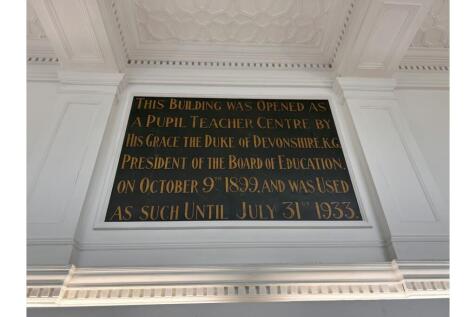 THIS BUILDING WAS OPENED AS
A PUPIL TEACHER CENTRE BY
HIS GRACE THE DUKE OF DEVONSHIRE, K.G.
PRESIDENT OF THE BOARD OF EDUCATION,
ON OCTOBER 9TH 1899, AND WAS USED
AS SUCH UNTIL JULY 31ST 1933.